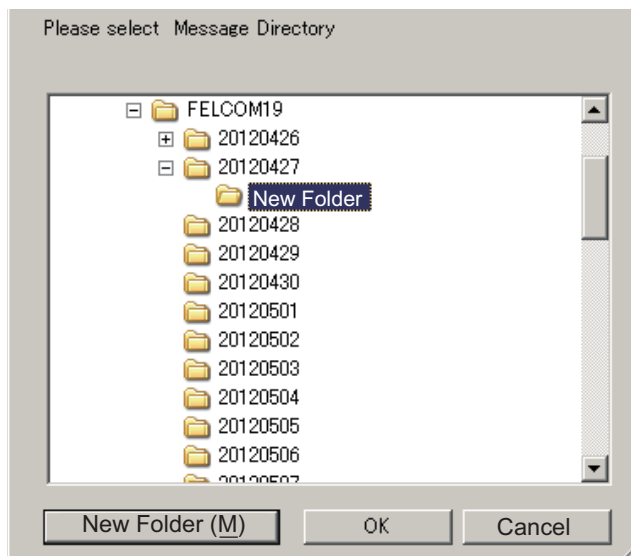 Please select Message Directory
FELCOM19
20120426
20120427
New Folder
20120428
20120429
20120430
20120501
20120502
20120503
20120504
20120505
20120506
20120507
New Folder (M)
OK
Cancel